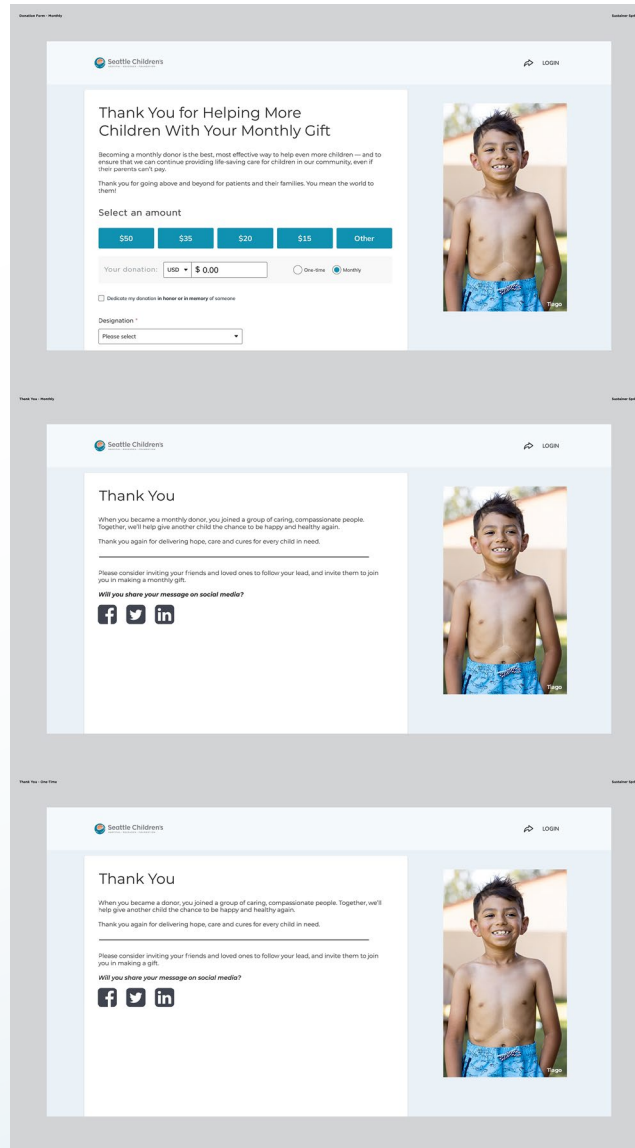 Donation Form - Monthly
Sustainer Spri
Seattle Children's
LOGIN
Thank You for Helping More
Children With Your Monthly Gift
Becoming a monthly donor is the best, most effective way to help even more children — and to
ensure that we can continue providing life-saving care for children in our community, even if
their parents can't pay.
Thank you for going above and beyond for patients and their families. You mean the world to
them!
Select an amount
$50
$35
$20
$15
Other
Your donation:
USD
$ 0.00
One-time
Monthly
Dedicate my donation in honor or in memory of someone
Designation *
Please select
Tiago
Thank You - Monthly
Sustainer Spri
Seattle Children's
LOGIN
Thank You
When you became a monthly donor, you joined a group of caring, compassionate people.
Together, we'll help give another child the chance to be happy and healthy again.
Thank you again for delivering hope, care and cures for every child in need.
Please consider inviting your friends and loved ones to follow your lead, and invite them to join
you in making a monthly gift.
Will you share your message on social media?
f
in
Tiago
Thank You - One-Time
Sustainer Spri
Seattle Children's
LOGIN
Thank You
When you became a donor, you joined a group of caring, compassionate people. Together, we'll
help give another child the chance to be happy and healthy again.
Thank you again for delivering hope, care and cures for every child in need.
Please consider inviting your friends and loved ones to follow your lead, and invite them to join
you in making a gift.
Will you share your message on social media?
f
in
Tiago